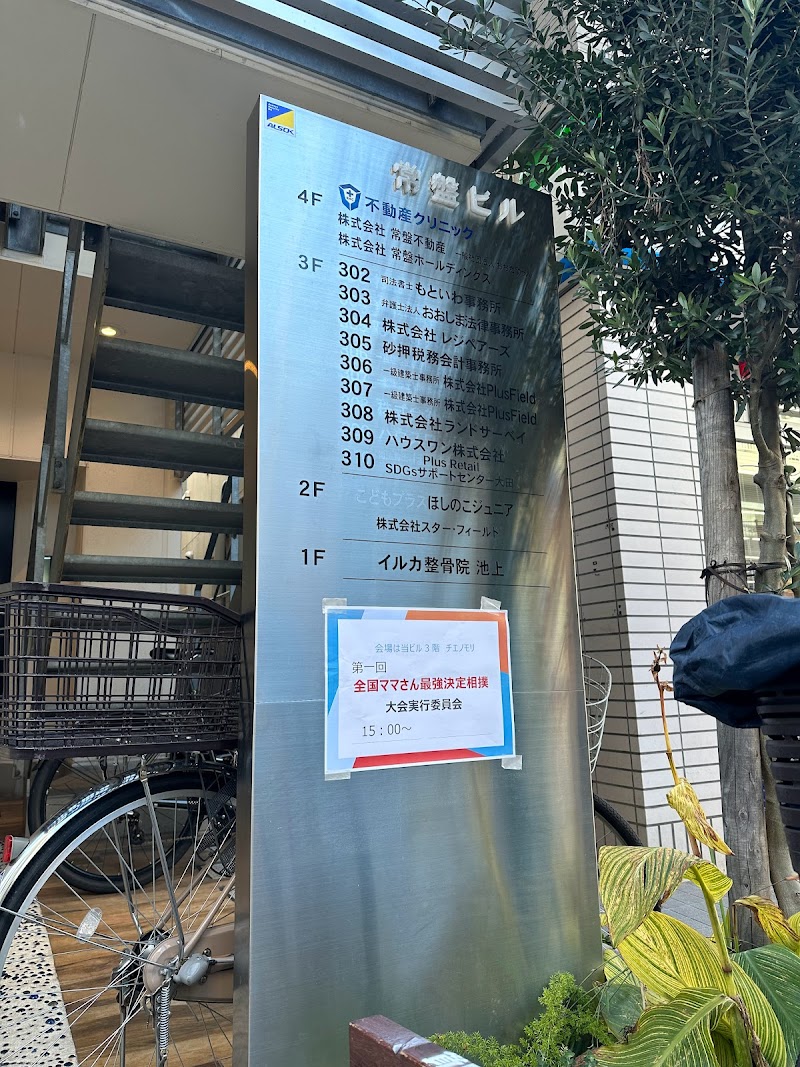 ALSOK
常盤ビル
4F 不動産クリニック
株式会社 常盤不動産
株式会社 常盤ホールディングス
3F 302 司法書士もといわ事務所
303 弁護士法人おおしま法律事務所
304 株式会社 レジヘアーズ
305 砂押税務会計事務所
306 一級建築士事務所 株式会社PlusField
307 一級建築士事務所 株式会社PlusField
308 株式会社ランドサーベイ
309 ハウスワン株式会社
Plus Retail
310 SDGsサポートセンター大田
2F こどもプラスほしのこジュニア
株式会社スター・フィールド
1F イルカ整骨院 池上
会場は当ビル3階 チエノモリ
第一回
全国ママさん最強決定相撲
大会実行委員会
15:00～